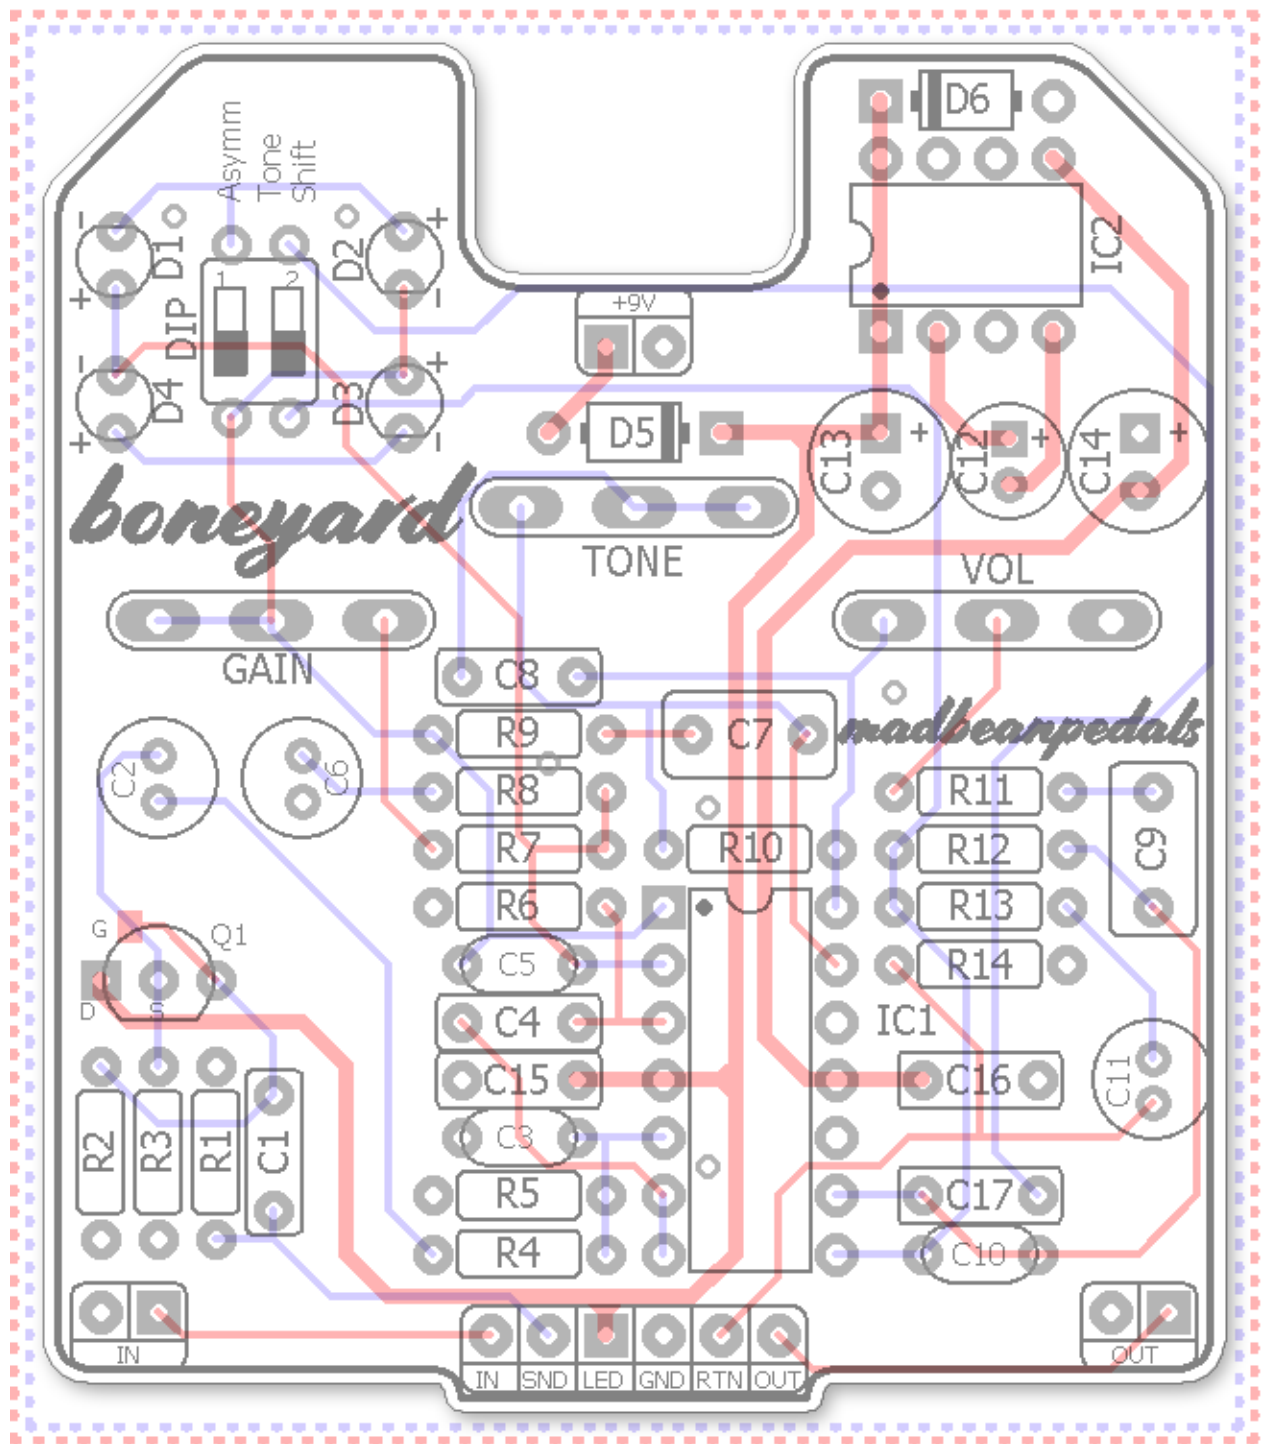 D6
Asymm
Tone
Shift
- D1 +
D2 + -
IC2
1 2
DIP
+9V
- D4 +
D3 + -
D5
C13 +
C12 +
C14 +
boneyard
TONE
VOL
GAIN
C8
R9
C7
madbeanpedals
C2
C6
R8
R11
R7
R10
R12
C9
R6
R13
G
Q1
C5
R14
D
S
C4
IC1
C15
C16
C11
R2
R3
R1
C1
C3
R5
C17
R4
C10
IN
OUT
IN SND LED GND RTN OUT